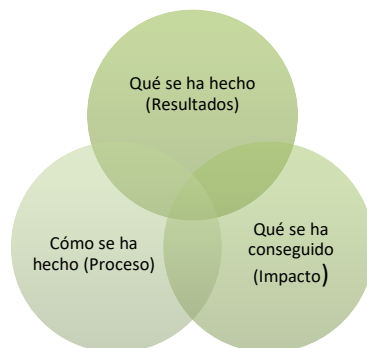 Qué se ha hecho
(Resultados)
Cómo se ha
hecho (Proceso)
Qué se ha
conseguido
(Impacto)